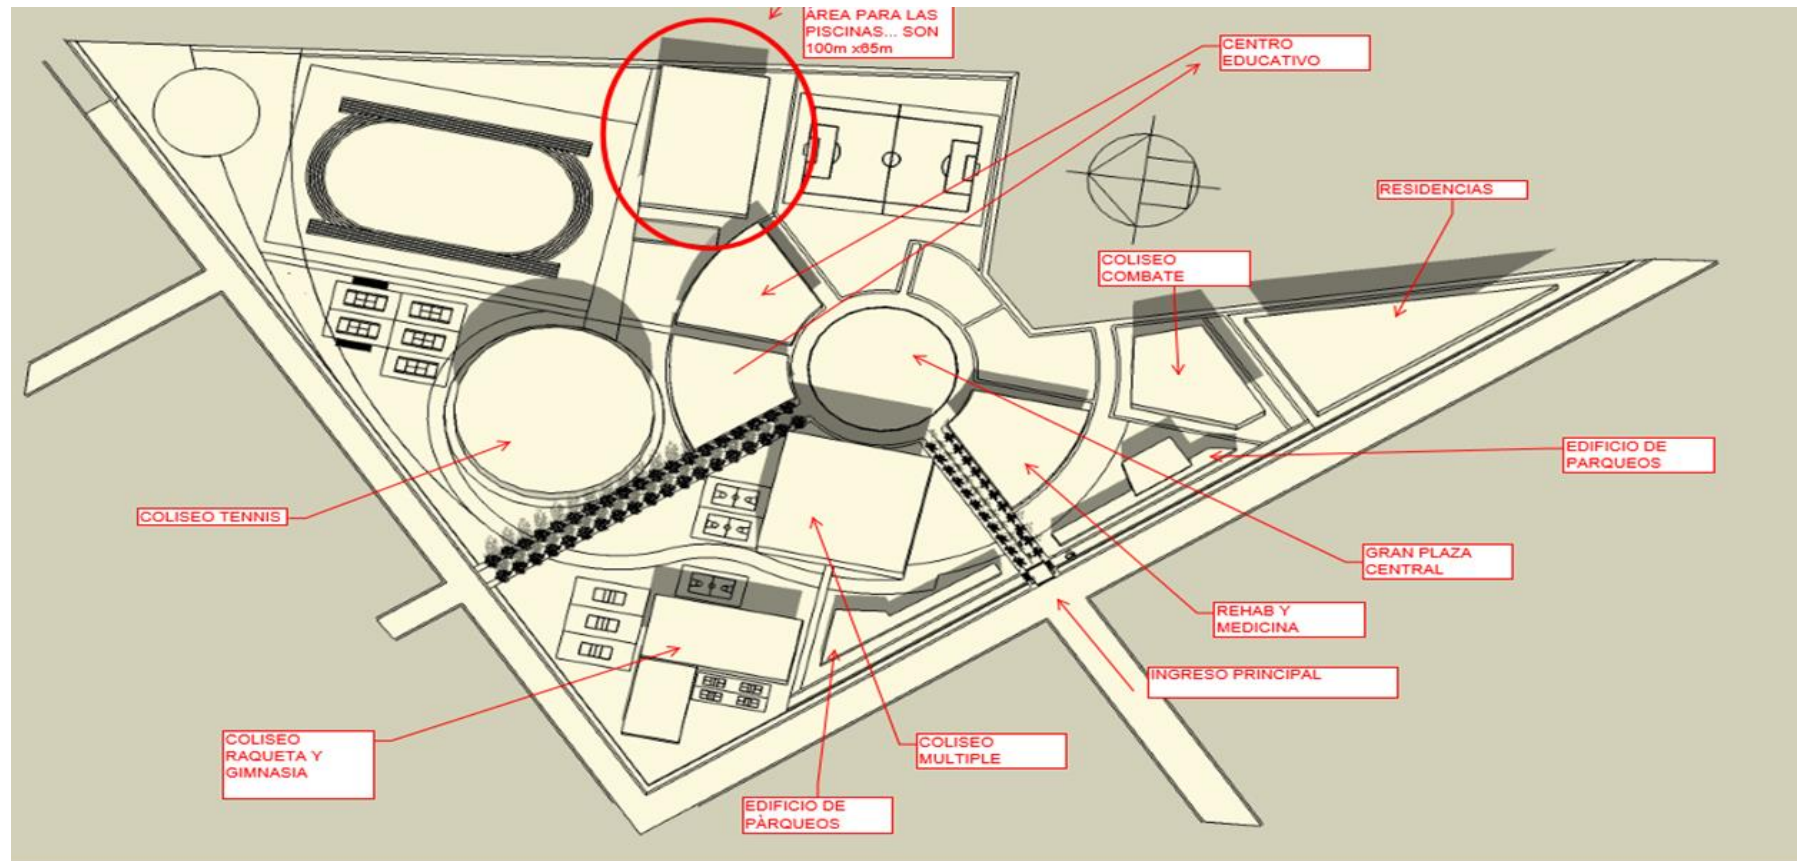 ÁREA PARA LAS
PISCINAS... SON
100m x65m
CENTRO
EDUCATIVO
RESIDENCIAS
COLISEO
COMBATE
EDIFICIO DE
PARQUEOS
COLISEO TENNIS
GRAN PLAZA
CENTRAL
REHAB Y
MEDICINA
INGRESO PRINCIPAL
COLISEO
RAQUETA Y
GIMNASIA
COLISEO
MULTIPLE
EDIFICIO DE
PÀRQUEOS